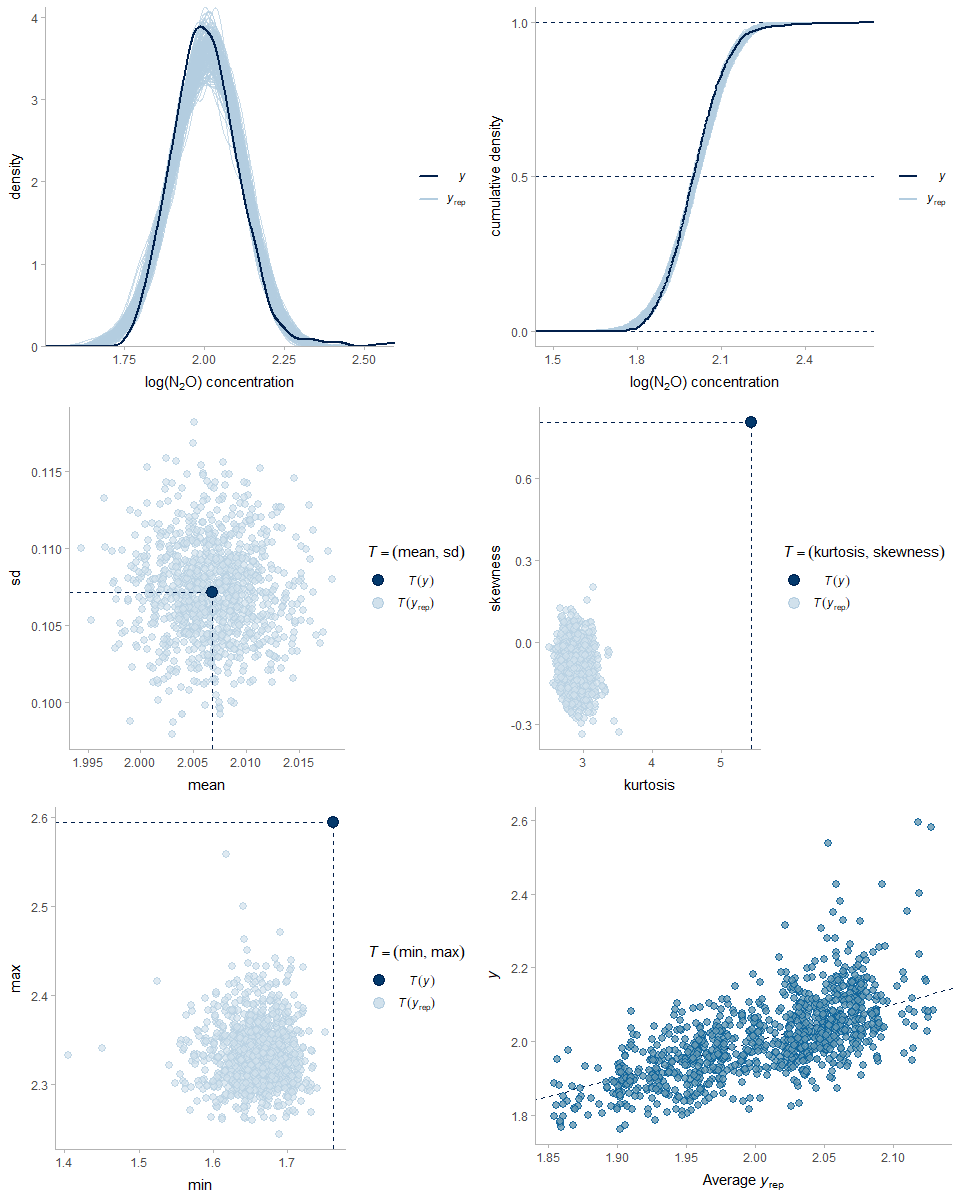 4
3
2
1
0
density
1.75 2.00 2.25 2.50
log(N₂O) concentration
y
y rep
1.0
0.5
0.0
cumulative density
1.5 1.8 2.1 2.4
log(N₂O) concentration
y
y rep
0.115
0.110
0.105
0.100
sd
1.995 2.000 2.005 2.010 2.015
mean
T = (mean, sd)
T(y)
T(y rep)
0.6
0.3
0.0
-0.3
skewness
3 4 5
kurtosis
T = (kurtosis, skewness)
T(y)
T(y rep)
2.6
2.5
2.4
2.3
max
1.4 1.5 1.6 1.7
min
T = (min, max)
T(y)
T(y rep)
2.6
2.4
2.2
2.0
1.8
y
1.85 1.90 1.95 2.00 2.05 2.10
Average y rep